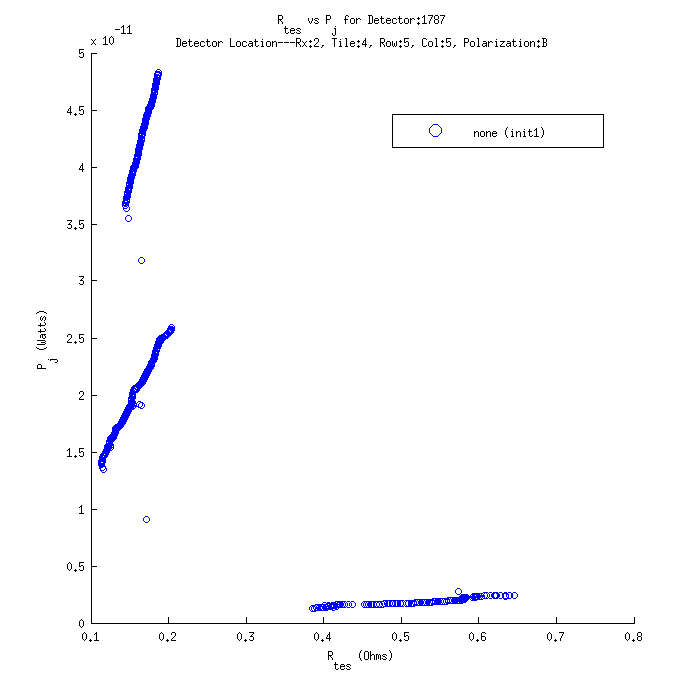 R_tes vs P_j for Detector:1787
Detector Location---Rx:2, Tile:4, Row:5, Col:5, Polarization:B
x 10^-11
5
4.5
4
3.5
3
2.5
2
1.5
1
0.5
0
P_j (Watts)
none (init1)
0.1 0.2 0.3 0.4 0.5 0.6 0.7 0.8
R_tes (Ohms)